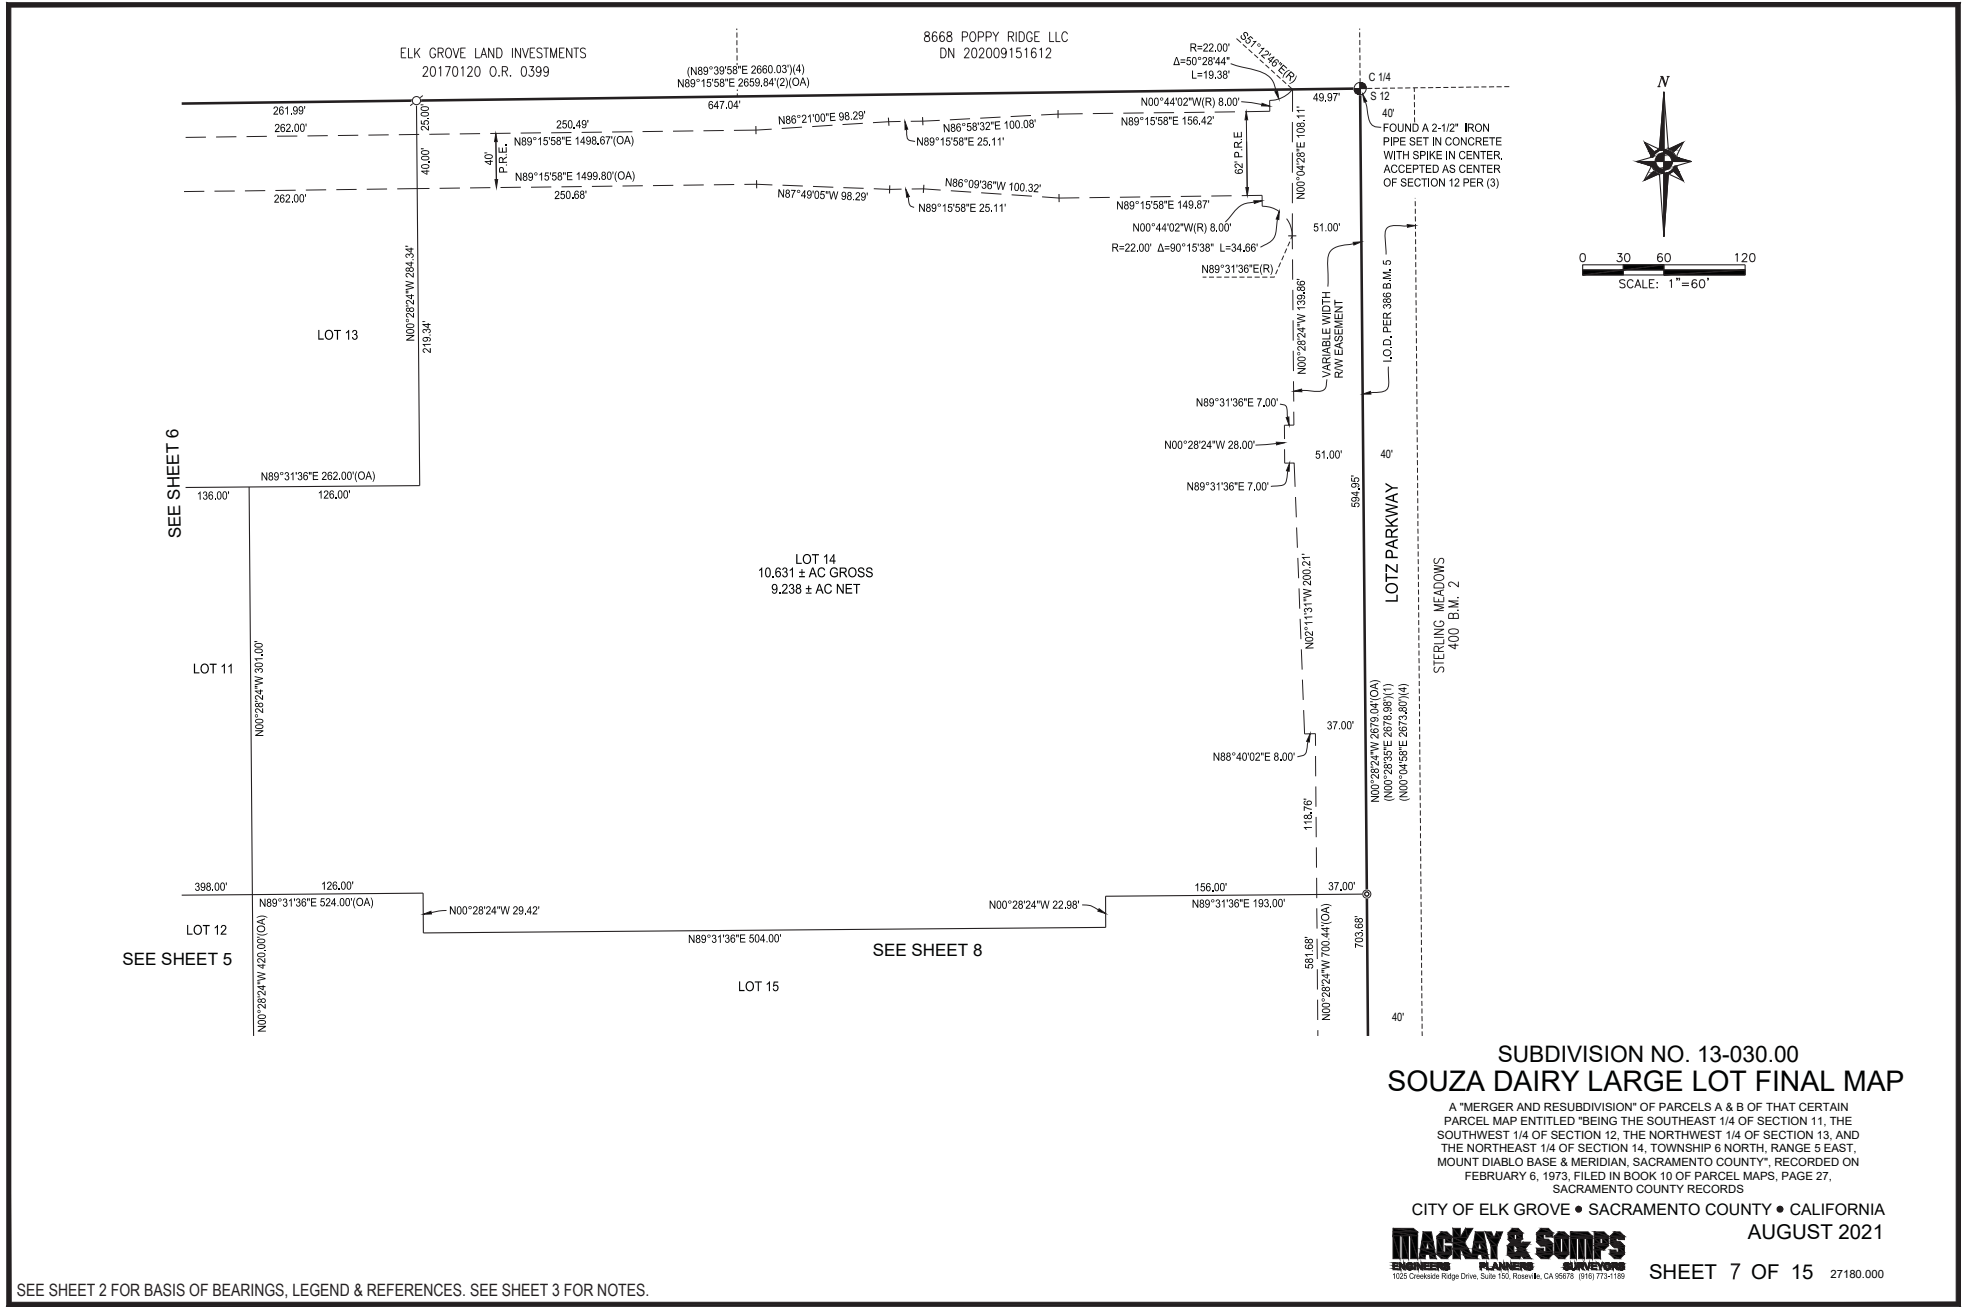 ELK GROVE LAND INVESTMENTS
20170120 O.R. 0399
(N89°39'58"E 2660.03')(4)
N89°15'58"E 2659.84'(2)(OA)
647.04'
8668 POPPY RIDGE LLC
DN 202009151612
R=22.00'
Δ=50°28'44"
L=19.38'
S51°12'46"E(R)
C 1/4
S 12
49.97'
40'
FOUND A 2-1/2" IRON
PIPE SET IN CONCRETE
WITH SPIKE IN CENTER,
ACCEPTED AS CENTER
OF SECTION 12 PER (3)
N
0 30 60 120
SCALE: 1"=60'
261.99'
262.00'
25.00'
250.49'
N89°15'58"E 1498.67'(OA)
N86°21'00"E 98.29'
N86°58'32"E 100.08'
N89°15'58"E 25.11'
N00°44'02"W(R) 8.00'
N89°15'58"E 156.42'
N00°04'28"E 108.11'
40.00'
40'
P.R.E.
62' P.R.E
N89°15'58"E 1499.80'(OA)
250.68'
262.00'
N87°49'05"W 98.29'
N86°09'36"W 100.32'
N89°15'58"E 25.11'
N89°15'58"E 149.87'
N00°44'02"W(R) 8.00'
R=22.00' Δ=90°15'38" L=34.66'
N89°31'36"E(R)
51.00'
N00°28'24"W 284.34'
219.34'
LOT 13
N00°28'24"W 139.86'
VARIABLE WIDTH
R/W EASEMENT
I.O.D. PER 386 B.M. 5
N89°31'36"E 7.00'
N00°28'24"W 28.00'
51.00'
40'
N89°31'36"E 7.00'
SEE SHEET 6
N89°31'36"E 262.00'(OA)
136.00'
126.00'
594.95'
LOTZ PARKWAY
LOT 14
10.631 ± AC GROSS
9.238 ± AC NET
N02°11'31"W 200.21'
STERLING MEADOWS
400 B.M. 2
LOT 11
N00°28'24"W 301.00'
37.00'
N88°40'02"E 8.00'
N00°28'24"W 2679.04'(OA)
(N00°28'35"E 2678.98')(1)
(N00°04'58"E 2673.80')(4)
118.76'
398.00'
126.00'
N89°31'36"E 524.00'(OA)
N00°28'24"W 29.42'
N00°28'24"W 22.98'
156.00'
37.00'
N89°31'36"E 193.00'
LOT 12
SEE SHEET 5
N00°28'24"W 420.00'(OA)
N89°31'36"E 504.00'
SEE SHEET 8
LOT 15
581.68'
N00°28'24"W 700.44'(OA)
703.68'
40'
SUBDIVISION NO. 13-030.00
SOUZA DAIRY LARGE LOT FINAL MAP
A "MERGER AND RESUBDIVISION" OF PARCELS A & B OF THAT CERTAIN
PARCEL MAP ENTITLED "BEING THE SOUTHEAST 1/4 OF SECTION 11, THE
SOUTHWEST 1/4 OF SECTION 12, THE NORTHWEST 1/4 OF SECTION 13, AND
THE NORTHEAST 1/4 OF SECTION 14, TOWNSHIP 6 NORTH, RANGE 5 EAST,
MOUNT DIABLO BASE & MERIDIAN, SACRAMENTO COUNTY", RECORDED ON
FEBRUARY 6, 1973, FILED IN BOOK 10 OF PARCEL MAPS, PAGE 27,
SACRAMENTO COUNTY RECORDS
CITY OF ELK GROVE • SACRAMENTO COUNTY • CALIFORNIA
AUGUST 2021
MACKAY & SOMPS
ENGINEERS PLANNERS SURVEYORS
1025 Creekside Ridge Drive, Suite 150, Roseville, CA 95678 (916) 773-1189
SHEET 7 OF 15 27180.000
SEE SHEET 2 FOR BASIS OF BEARINGS, LEGEND & REFERENCES. SEE SHEET 3 FOR NOTES.